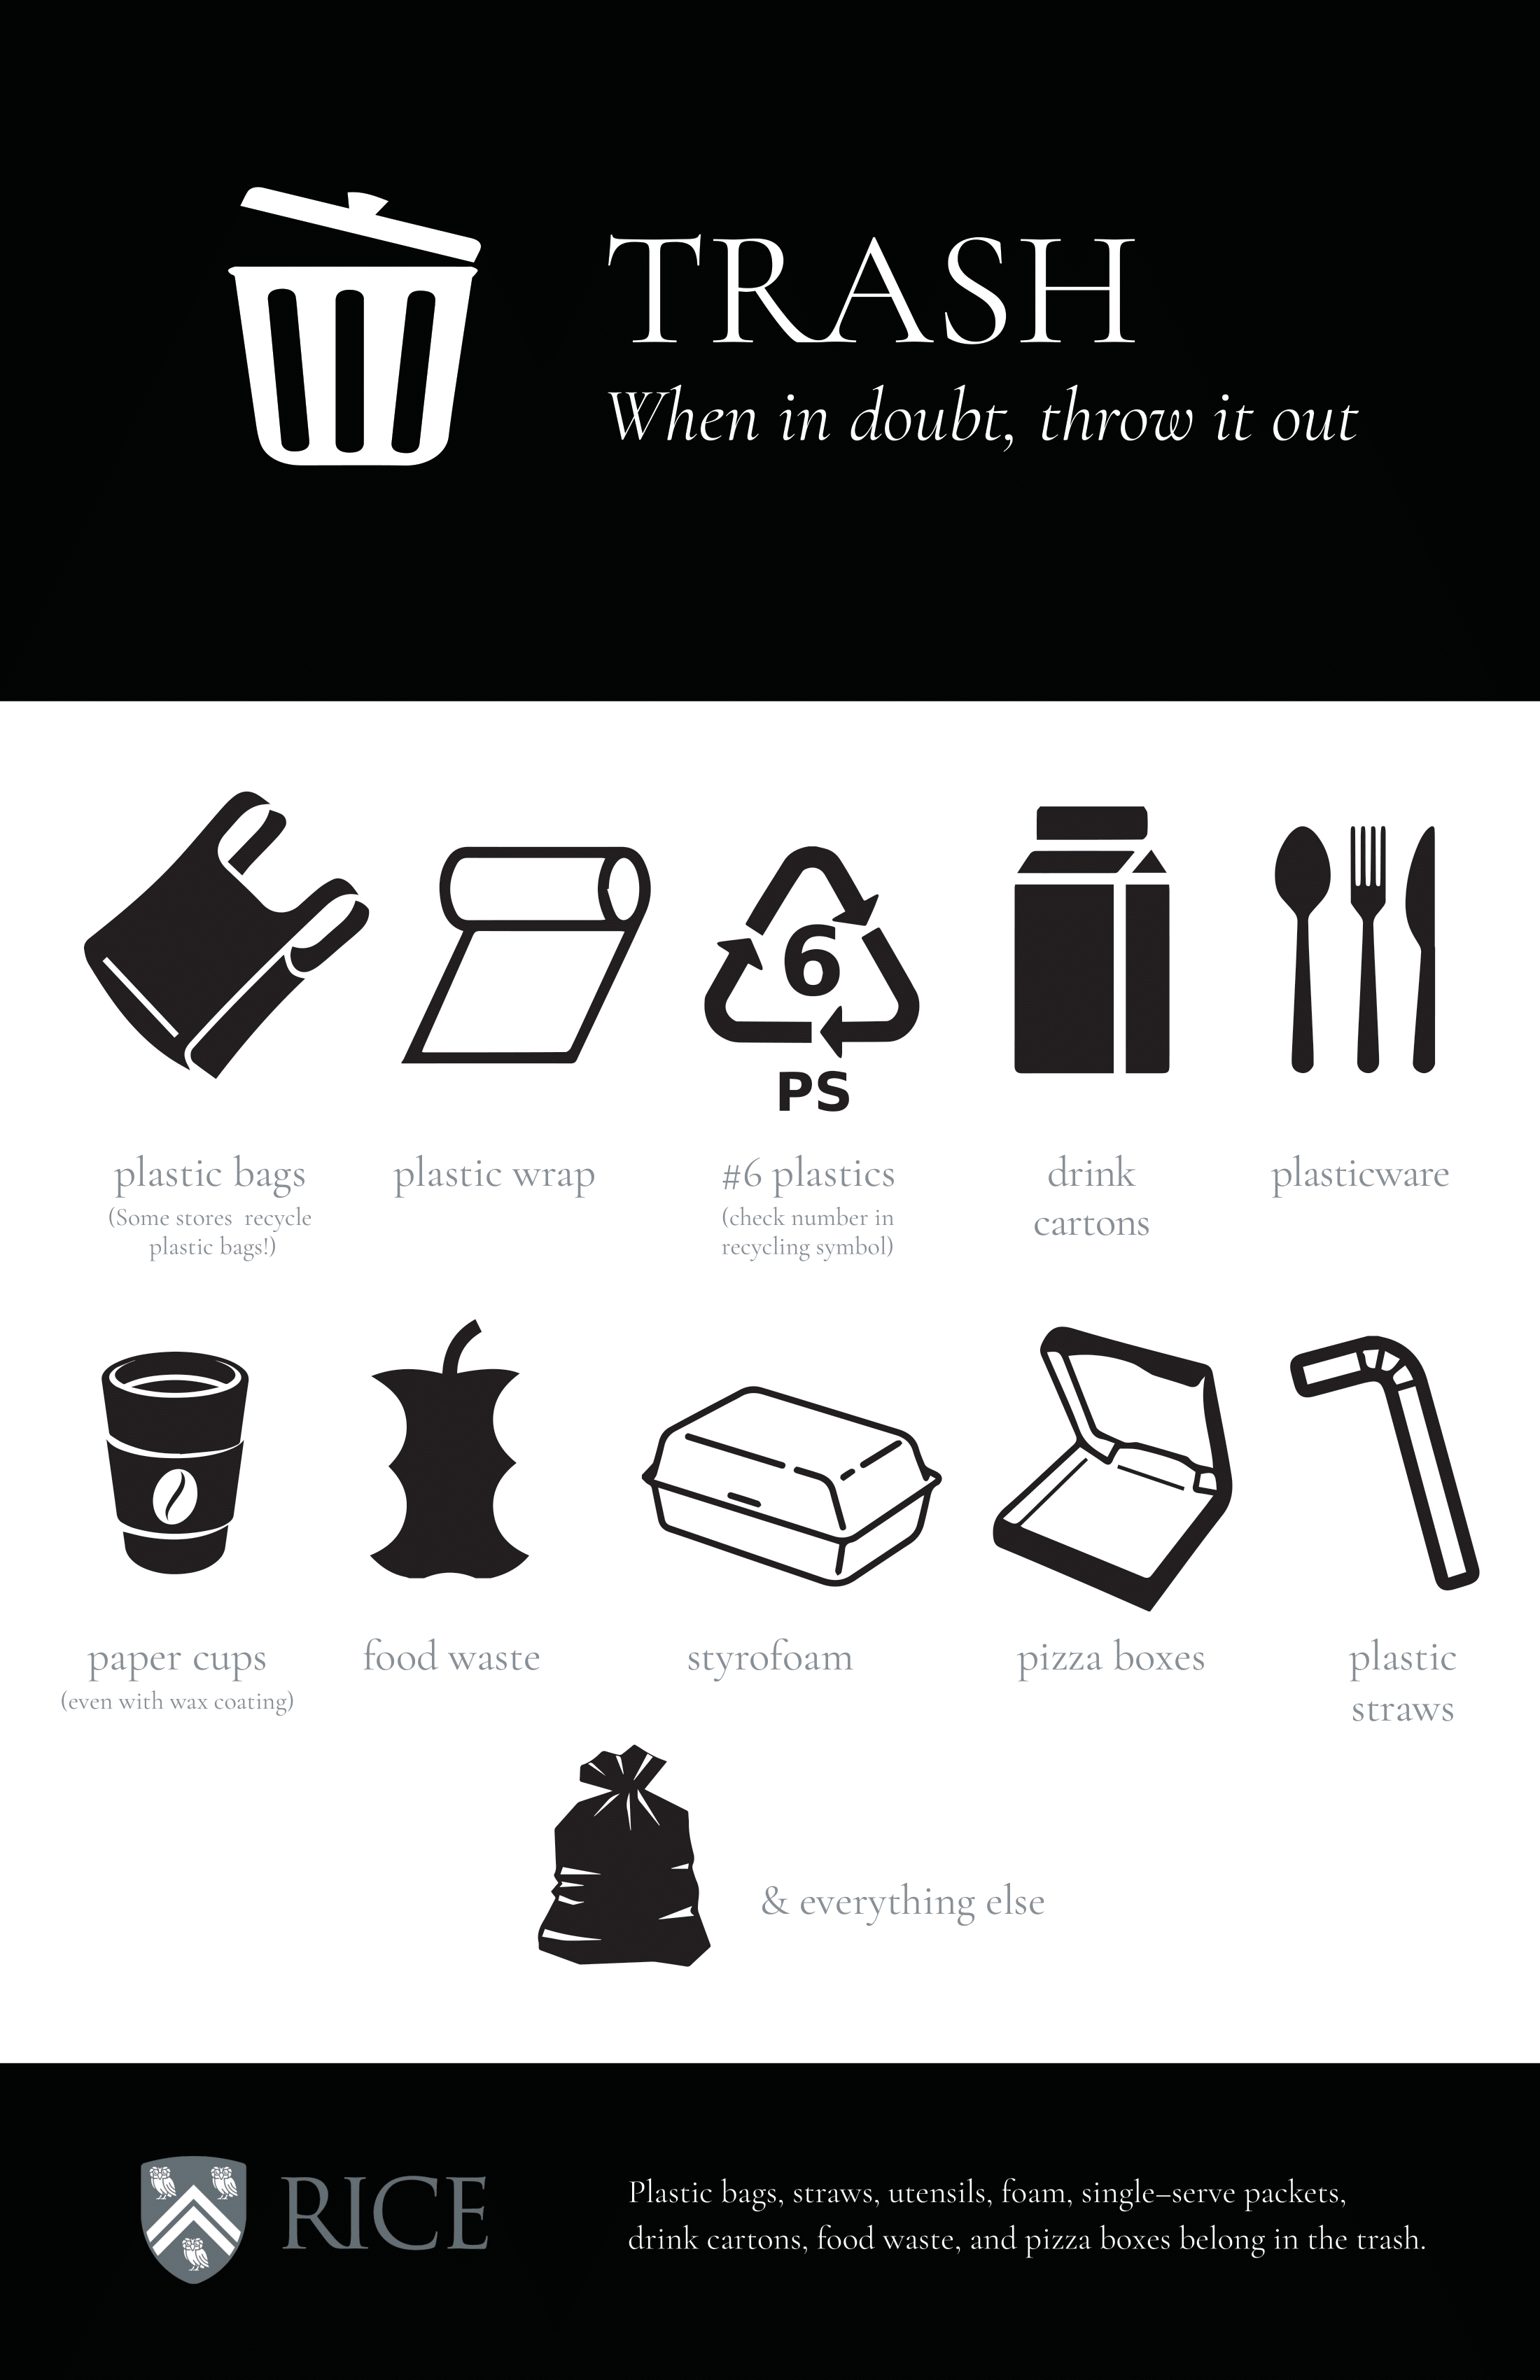 TRASH
When in doubt, throw it out
6
PS
plastic bags
(Some stores recycle
plastic bags!)
plastic wrap
#6 plastics
(check number in
recycling symbol)
drink
cartons
plasticware
paper cups
(even with wax coating)
food waste
styrofoam
pizza boxes
plastic
straws
& everything else
RICE
Plastic bags, straws, utensils, foam, single–serve packets,
drink cartons, food waste, and pizza boxes belong in the trash.